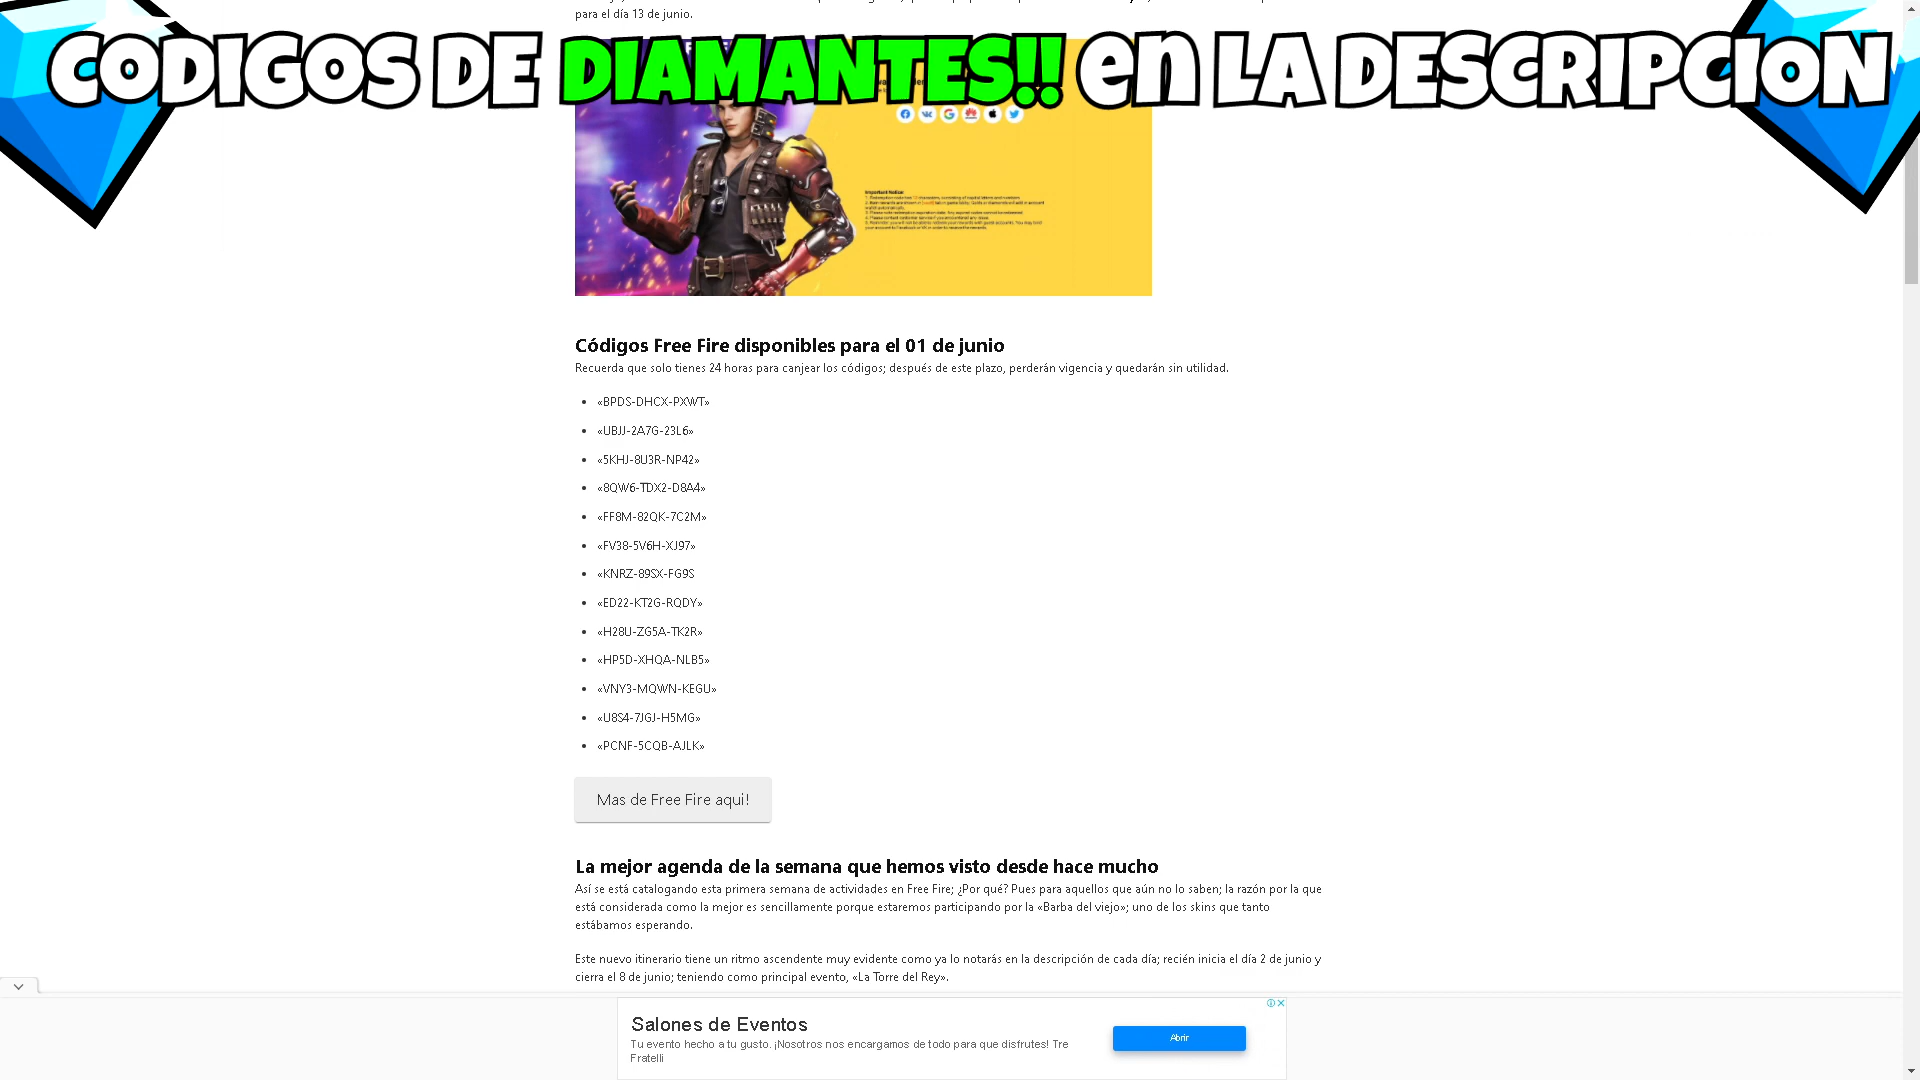 para el día 13 de junio.
CODIGOS DE DIAMANTES!! en LA DESCRIPCION
Important Notice:
Códigos Free Fire disponibles para el 01 de junio
Recuerda que solo tienes 24 horas para canjear los códigos; después de este plazo, perderán vigencia y quedarán sin utilidad.
«BPDS-DHCX-PXWT»
«UBJJ-2A7G-23L6»
«5KHJ-8U3R-NP42»
«8QW6-TDX2-D8A4»
«FF8M-82QK-7C2M»
«FV38-5V6H-XJ97»
«KNRZ-89SX-FG9S
«ED22-KT2G-RQDY»
«H28U-ZG5A-TK2R»
«HP5D-XHQA-NLB5»
«VNY3-MQWN-KEGU»
«U8S4-7JGJ-H5MG»
«PCNF-5CQB-AJLK»
Mas de Free Fire aqui!
La mejor agenda de la semana que hemos visto desde hace mucho
Así se está catalogando esta primera semana de actividades en Free Fire; ¿Por qué? Pues para aquellos que aún no lo saben; la razón por la que
está considerada como la mejor es sencillamente porque estaremos participando por la «Barba del viejo»; uno de los skins que tanto
estábamos esperando.
Este nuevo itinerario tiene un ritmo ascendente muy evidente como ya lo notarás en la descripción de cada día; recién inicia el día 2 de junio y
cierra el 8 de junio; teniendo como principal evento, «La Torre del Rey».
Salones de Eventos
Tu evento hecho a tu gusto. ¡Nosotros nos encargamos de todo para que disfrutes! Tre
Fratelli
Abrir